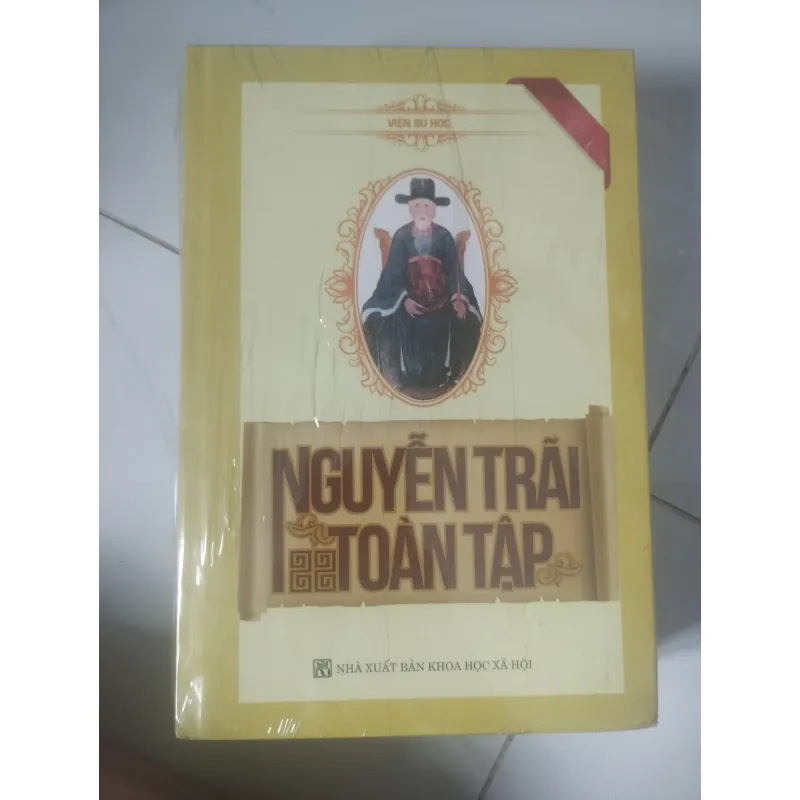 VIỆN SỬ HỌC
NGUYỄN TRÃI
TOÀN TẬP
NHÀ XUẤT BẢN KHOA HỌC XÃ HỘI